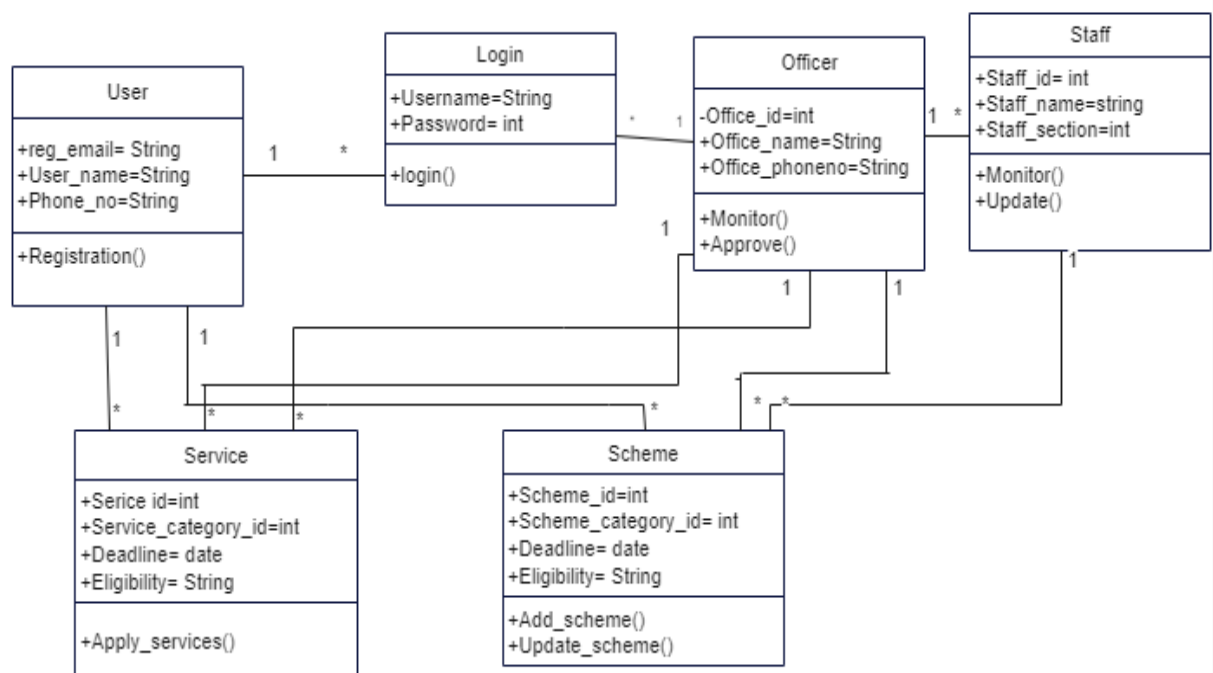 User
+reg_email= String
+User_name=String
+Phone_no=String
+Registration()
1
*
Login
+Username=String
+Password= int
+login()
*
1
Officer
-Office_id=int
+Office_name=String
+Office_phoneno=String
+Monitor()
+Approve()
1
*
Staff
+Staff_id= int
+Staff_name=string
+Staff_section=int
+Monitor()
+Update()
1
1
1
1
1
1
*
*
*
*
*
*
Service
+Serice id=int
+Service_category_id=int
+Deadline= date
+Eligibility= String
+Apply_services()
Scheme
+Scheme_id=int
+Scheme_category_id= int
+Deadline= date
+Eligibility= String
+Add_scheme()
+Update_scheme()